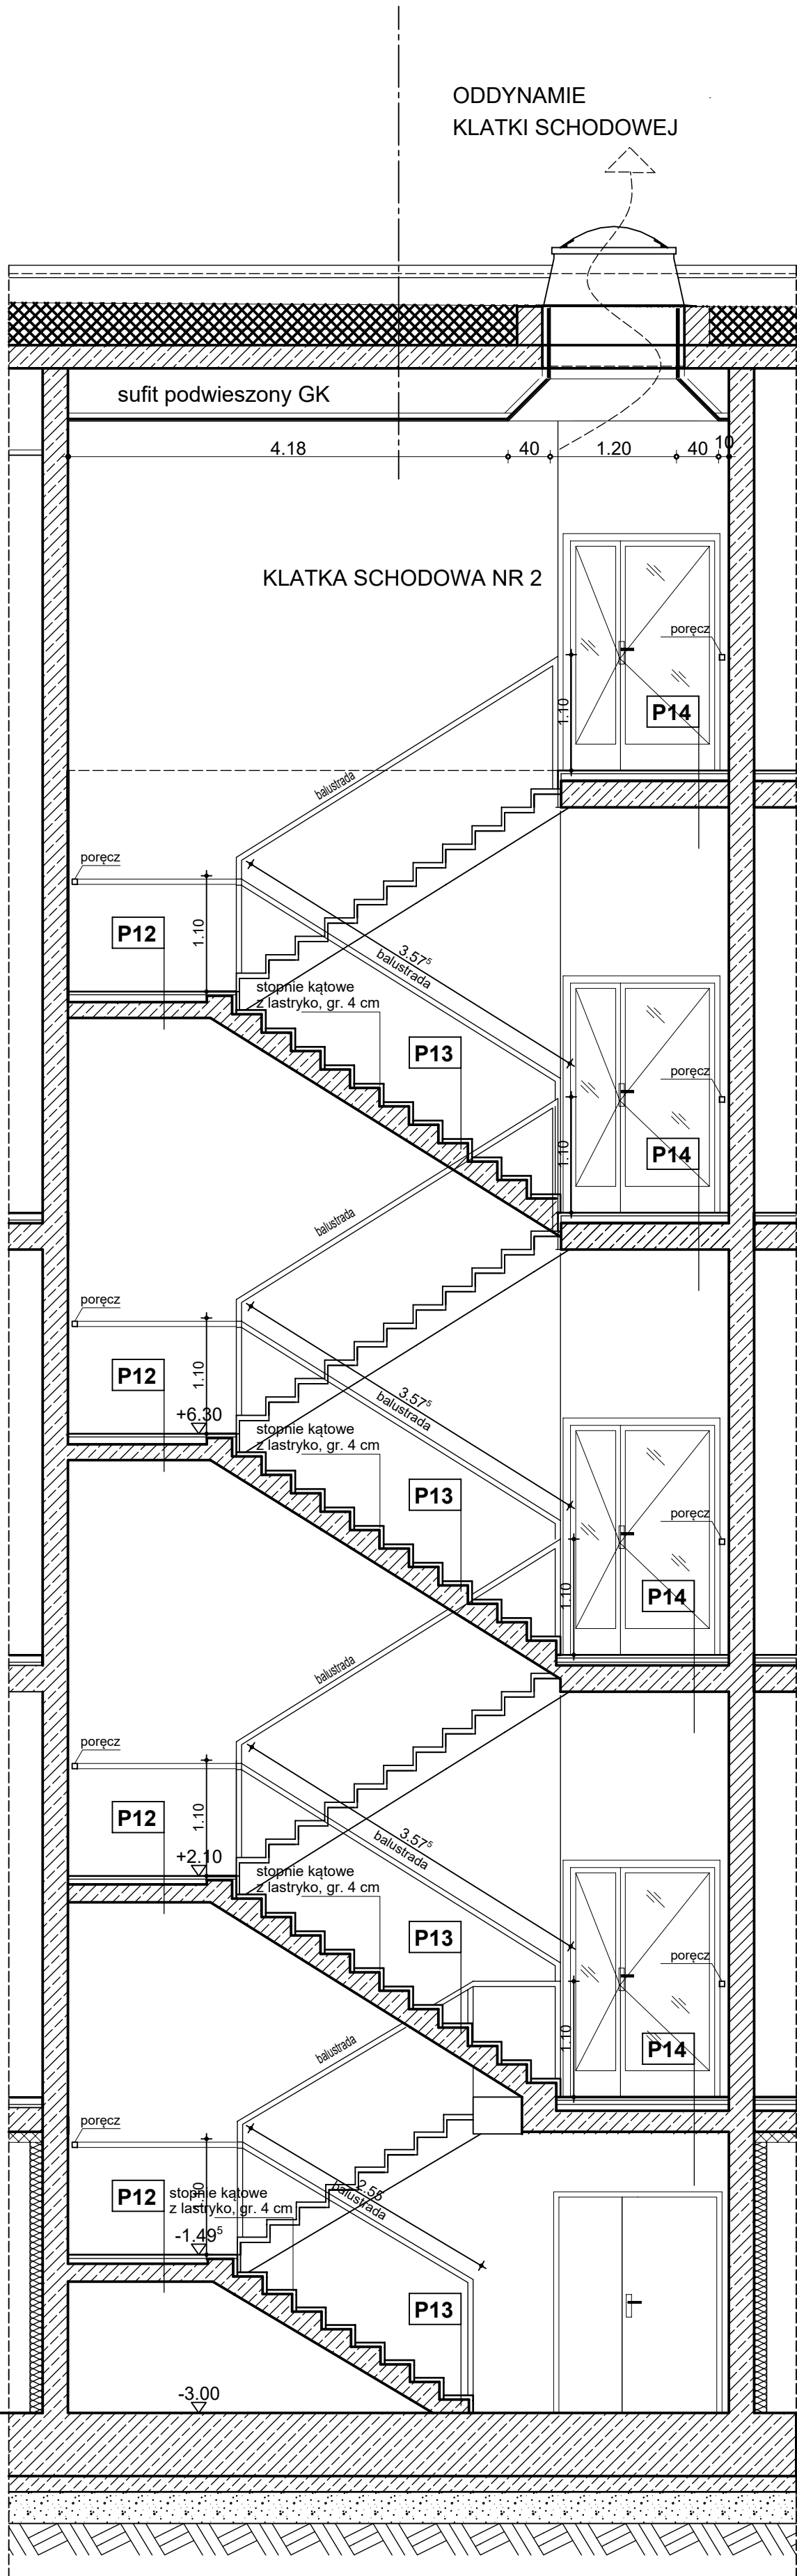 ODDYNAMIE
KLATKI SCHODOWEJ
sufit podwieszony GK
4.18
40
1.20
40
10
KLATKA SCHODOWA NR 2
poręcz
P14
1.10
balustrada
poręcz
P12
1.10
3.57⁵
balustrada
stopnie kątowe
z lastryko, gr. 4 cm
P13
poręcz
P14
1.10
balustrada
poręcz
P12
1.10
+6.30
3.57⁵
balustrada
stopnie kątowe
z lastryko, gr. 4 cm
P13
poręcz
P14
1.10
balustrada
poręcz
P12
1.10
+2.10
3.57⁵
balustrada
stopnie kątowe
z lastryko, gr. 4 cm
P13
poręcz
P14
1.10
balustrada
poręcz
P12
stopnie kątowe
z lastryko, gr. 4 cm
2.55
balustrada
-1.49⁵
P13
-3.00